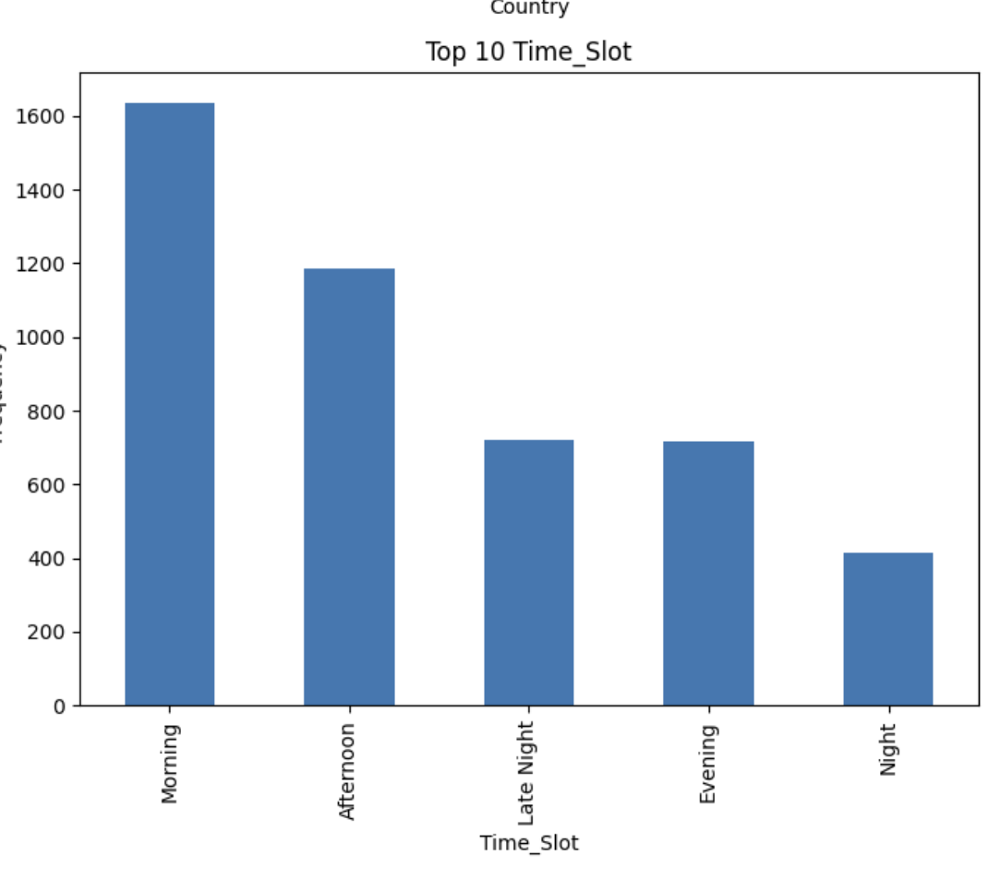 Country
Top 10 Time_Slot
1600
1400
1200
1000
800
600
400
200
0
Morning
Afternoon
Late Night
Evening
Night
Time_Slot